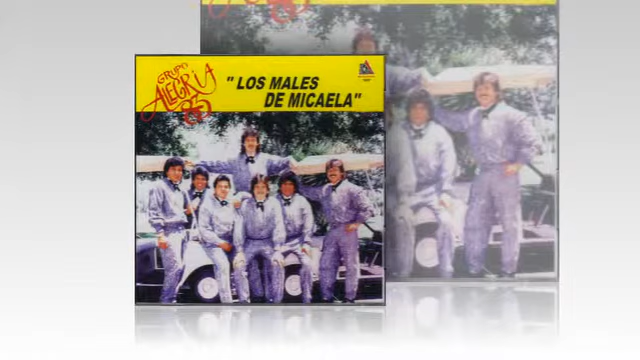 GRUPO
ALEGRIA
85
" LOS MALES
DE MICAELA"